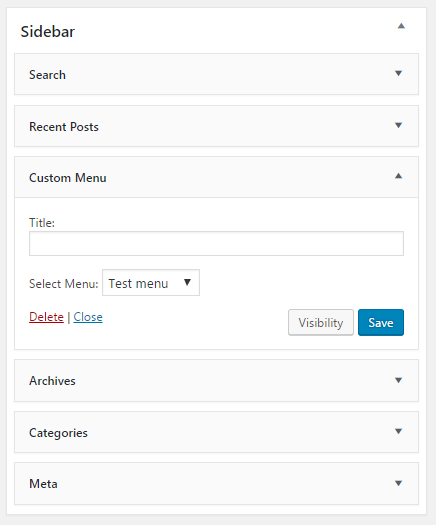 Sidebar
Search
Recent Posts
Custom Menu
Title:
Select Menu: Test menu
Delete | Close Visibility Save
Archives
Categories
Meta